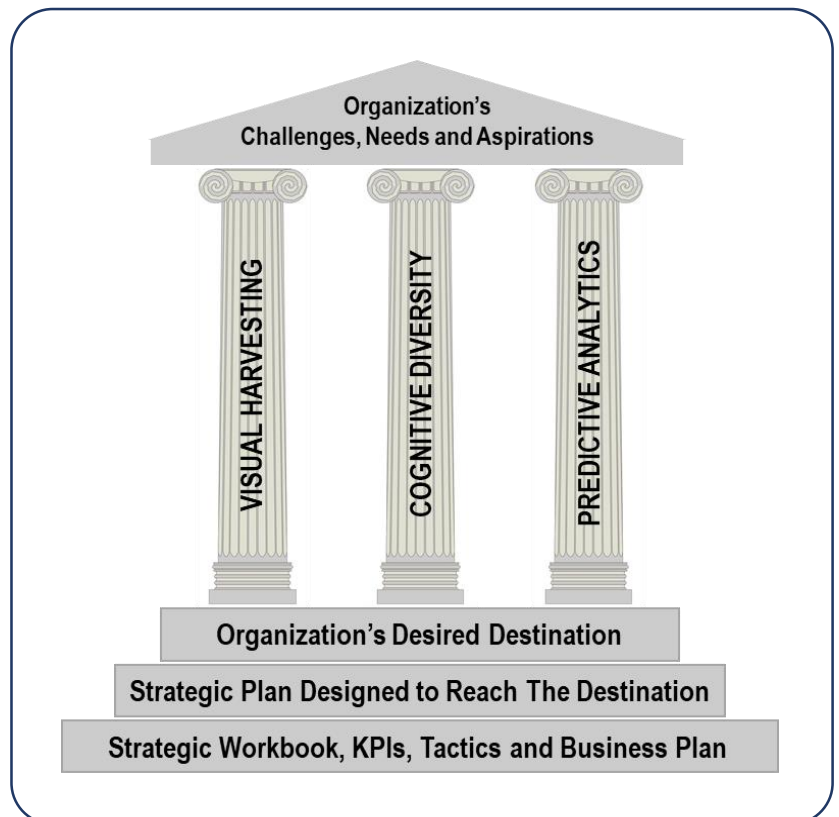 Organization's
Challenges, Needs and Aspirations
VISUAL HARVESTING
COGNITIVE DIVERSITY
PREDICTIVE ANALYTICS
Organization's Desired Destination
Strategic Plan Designed to Reach The Destination
Strategic Workbook, KPIs, Tactics and Business Plan